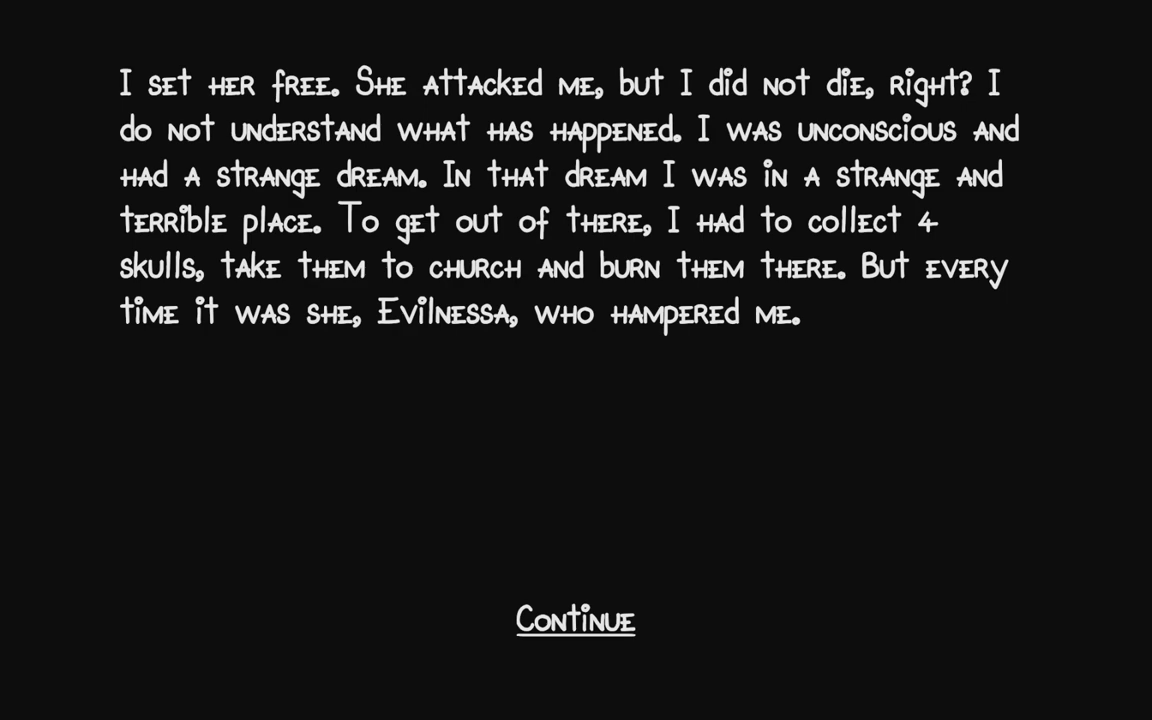 I set her free. She attacked me, but I did not die, right? I
do not understand what has happened. I was unconscious and
had a strange dream. In that dream I was in a strange and
terrible place. To get out of there, I had to collect 4
skulls, take them to church and burn them there. But every
time it was she, Evilnessa, who hampered me.
Continue